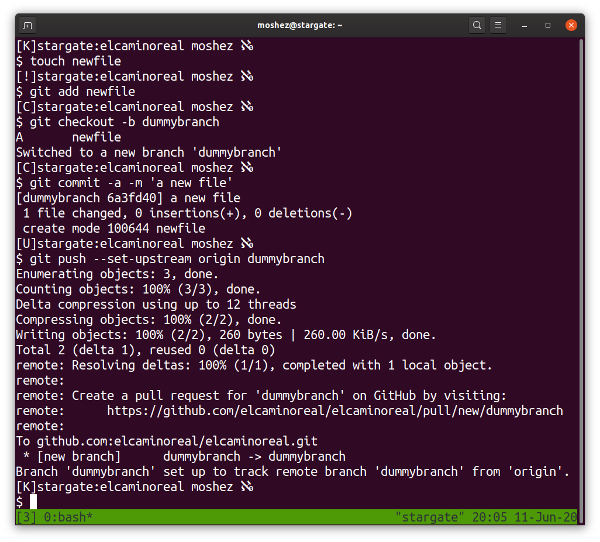 moshez@stargate: ~
[K]stargate:elcaminoreal moshez ℵ
$ touch newfile
[!]stargate:elcaminoreal moshez ℵ
$ git add newfile
[C]stargate:elcaminoreal moshez ℵ
$ git checkout -b dummybranch
A       newfile
Switched to a new branch 'dummybranch'
[C]stargate:elcaminoreal moshez ℵ
$ git commit -a -m 'a new file'
[dummybranch 6a3fd40] a new file
 1 file changed, 0 insertions(+), 0 deletions(-)
 create mode 100644 newfile
[U]stargate:elcaminoreal moshez ℵ
$ git push --set-upstream origin dummybranch
Enumerating objects: 3, done.
Counting objects: 100% (3/3), done.
Delta compression using up to 12 threads
Compressing objects: 100% (2/2), done.
Writing objects: 100% (2/2), 260 bytes | 260.00 KiB/s, done.
Total 2 (delta 1), reused 0 (delta 0)
remote: Resolving deltas: 100% (1/1), completed with 1 local object.
remote:
remote: Create a pull request for 'dummybranch' on GitHub by visiting:
remote:      https://github.com/elcaminoreal/elcaminoreal/pull/new/dummybranch
remote:
To github.com:elcaminoreal/elcaminoreal.git
 * [new branch]      dummybranch -> dummybranch
Branch 'dummybranch' set up to track remote branch 'dummybranch' from 'origin'.
[K]stargate:elcaminoreal moshez ℵ
$
[3] 0:bash* "stargate" 20:05 11-Jun-20